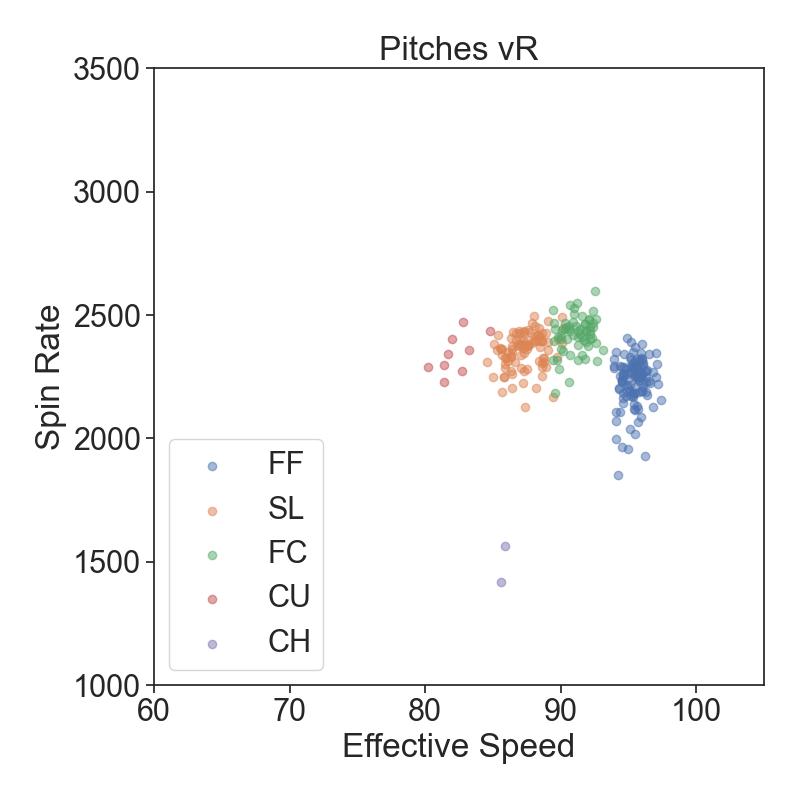 Pitches vR
3500
3000
2500
2000
1500
1000
Spin Rate
FF
SL
FC
CU
CH
60 70 80 90 100
Effective Speed